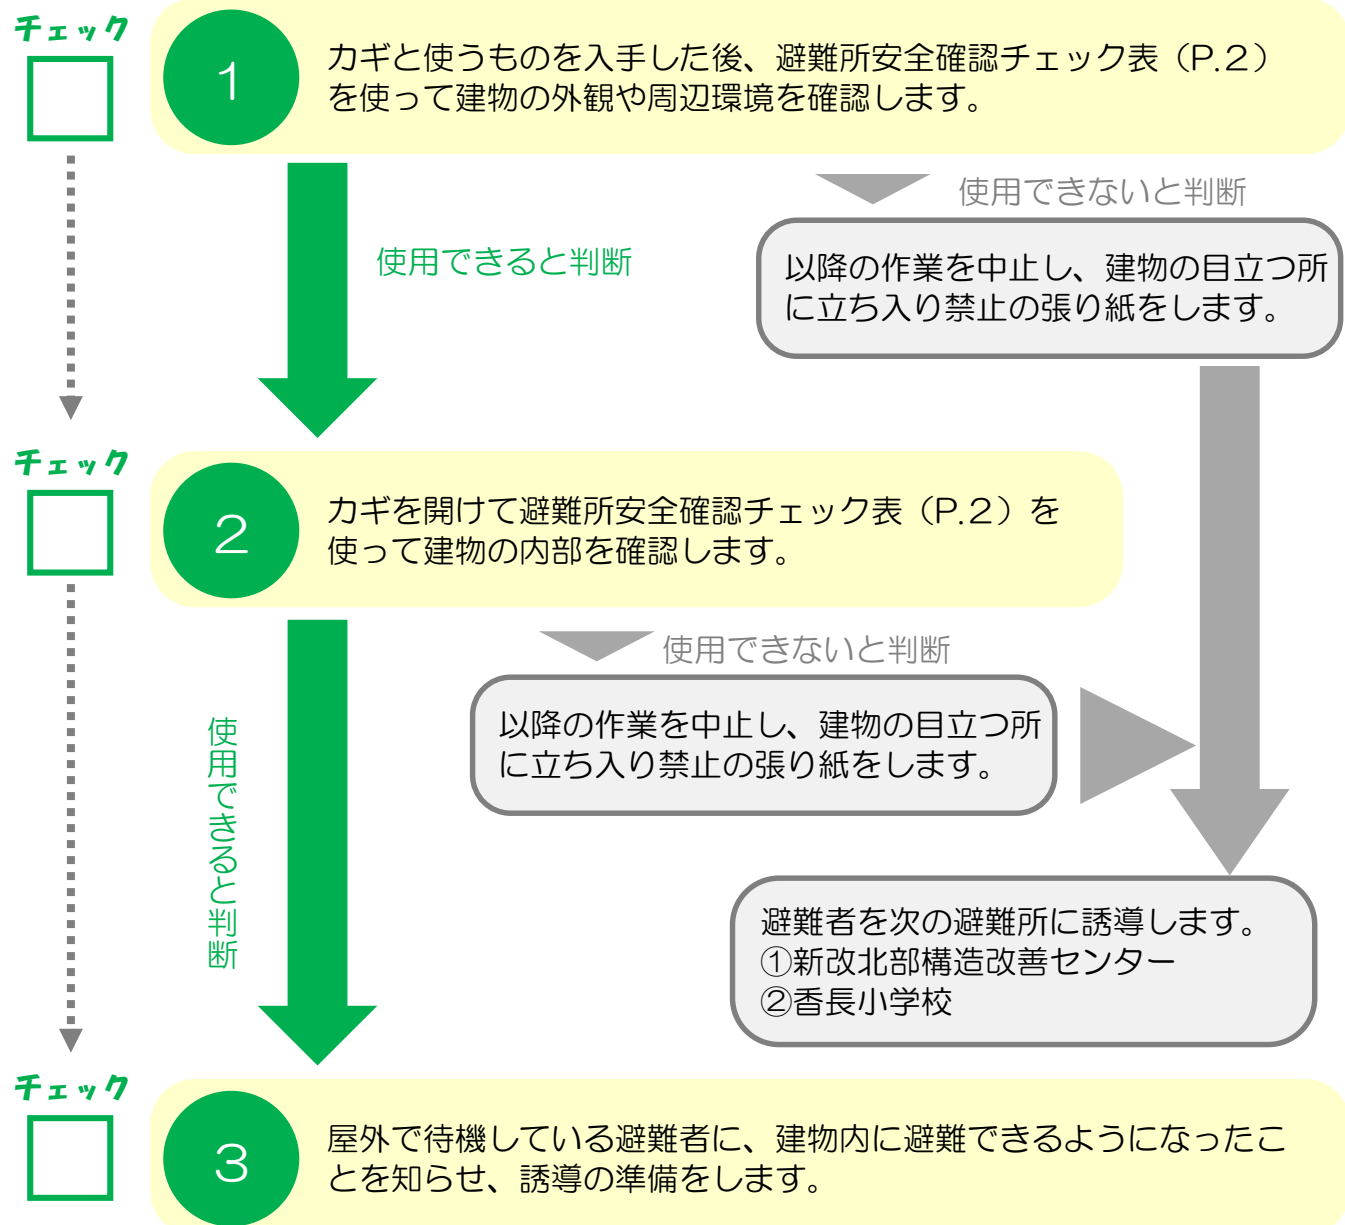 チェック
1
カギと使うものを入手した後、避難所安全確認チェック表（P.2）
を使って建物の外観や周辺環境を確認します。
使用できないと判断
使用できると判断
以降の作業を中止し、建物の目立つ所
に立ち入り禁止の張り紙をします。
チェック
2
カギを開けて避難所安全確認チェック表（P.2）を
使って建物の内部を確認します。
使用できないと判断
以降の作業を中止し、建物の目立つ所
に立ち入り禁止の張り紙をします。
使用できると判断
避難者を次の避難所に誘導します。
①新改北部構造改善センター
②香長小学校
チェック
3
屋外で待機している避難者に、建物内に避難できるようになったこ
とを知らせ、誘導の準備をします。